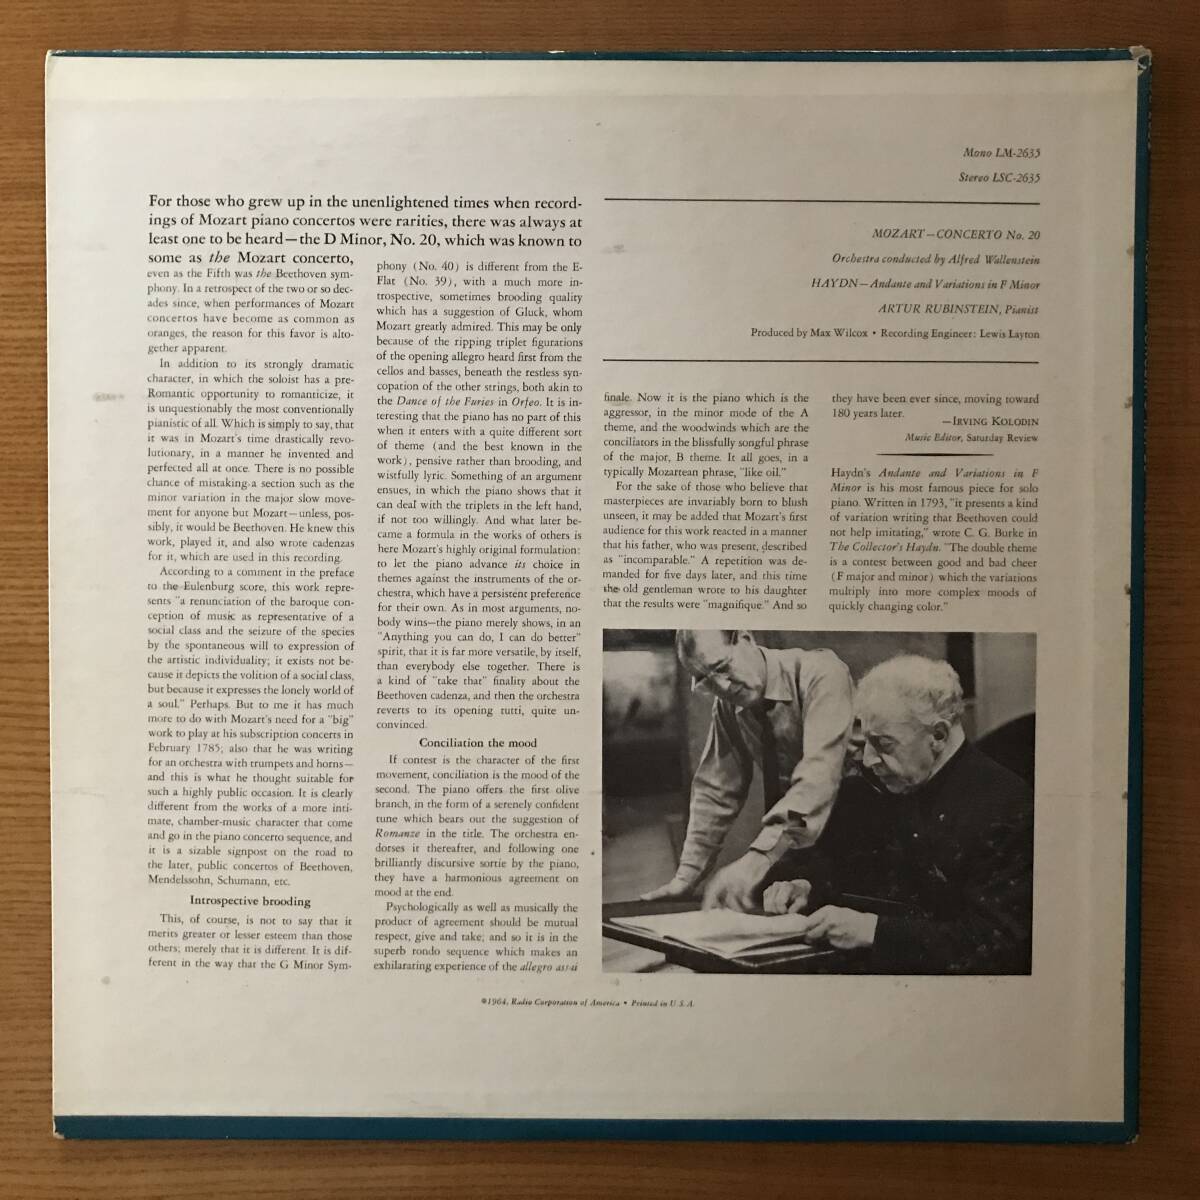 Mono LM-2635
Stereo LSC-2635
MOZART—CONCERTO No. 20
Orchestra conducted by Alfred Wallenstein
HAYDN—Andante and Variations in F Minor
ARTUR RUBINSTEIN, Pianist
Produced by Max Wilcox • Recording Engineer: Lewis Layton
For those who grew up in the unenlightened times when record-
ings of Mozart piano concertos were rarities, there was always at
least one to be heard—the D Minor, No. 20, which was known to
some as the Mozart concerto,
even as the Fifth was the Beethoven sym-
phony. In a retrospect of the two or so dec-
ades since, when performances of Mozart
concertos have become as common as
oranges, the reason for this favor is alto-
gether apparent.
In addition to its strongly dramatic
character, in which the soloist has a pre-
Romantic opportunity to romanticize, it
is unquestionably the most conventionally
pianistic of all. Which is simply to say, that
it was in Mozart's time drastically revo-
lutionary, in a manner he invented and
perfected all at once. There is no possible
chance of mistaking a section such as the
minor variation in the major slow move-
ment for anyone but Mozart—unless, pos-
sibly, it would be Beethoven. He knew this
work, played it, and also wrote cadenzas
for it, which are used in this recording.
According to a comment in the preface
to the Eulenburg score, this work repre-
sents "a renunciation of the baroque con-
ception of music as representative of a
social class and the seizure of the species
by the spontaneous will to expression of
the artistic individuality; it exists not be-
cause it depicts the volition of a social class,
but because it expresses the lonely world of
a soul." Perhaps. But to me it has much
more to do with Mozart's need for a "big"
work to play at his subscription concerts in
February 1785; also that he was writing
for an orchestra with trumpets and horns—
and this is what he thought suitable for
such a highly public occasion. It is clearly
different from the works of a more inti-
mate, chamber-music character that come
and go in the piano concerto sequence, and
it is a sizable signpost on the road to
the later, public concertos of Beethoven,
Mendelssohn, Schumann, etc.
Introspective brooding
This, of course, is not to say that it
merits greater or lesser esteem than those
others; merely that it is different. It is dif-
ferent in the way that the G Minor Sym-
phony (No. 40) is different from the E-
Flat (No. 39), with a much more in-
trospective, sometimes brooding quality
which has a suggestion of Gluck, whom
Mozart greatly admired. This may be only
because of the ripping triplet figurations
of the opening allegro heard first from the
cellos and basses, beneath the restless syn-
copation of the other strings, both akin to
the Dance of the Furies in Orfeo. It is in-
teresting that the piano has no part of this
when it enters with a quite different sort
of theme (and the best known in the
work), pensive rather than brooding, and
wistfully lyric. Something of an argument
ensues, in which the piano shows that it
can deal with the triplets in the left hand,
if not too willingly. And what later be-
came a formula in the works of others is
here Mozart's highly original formulation:
to let the piano advance its choice in
themes against the instruments of the or-
chestra, which have a persistent preference
for their own. As in most arguments, no-
body wins—the piano merely shows, in an
"Anything you can do, I can do better"
spirit, that it is far more versatile, by itself,
than everybody else together. There is
a kind of "take that" finality about the
Beethoven cadenza, and then the orchestra
reverts to its opening tutti, quite un-
convinced.
Conciliation the mood
If contest is the character of the first
movement, conciliation is the mood of the
second. The piano offers the first olive
branch, in the form of a serenely confident
tune which bears out the suggestion of
Romanze in the title. The orchestra en-
dorses it thereafter, and following one
brilliantly discursive sortie by the piano,
they have a harmonious agreement on
mood at the end.
Psychologically as well as musically the
product of agreement should be mutual
respect, give and take; and so it is in the
superb rondo sequence which makes an
exhilarating experience of the allegro assai
finale. Now it is the piano which is the
aggressor, in the minor mode of the A
theme, and the woodwinds which are the
conciliators in the blissfully songful phrase
of the major, B theme. It all goes, in a
typically Mozartean phrase, "like oil."
For the sake of those who believe that
masterpieces are invariably born to blush
unseen, it may be added that Mozart's first
audience for this work reacted in a manner
that his father, who was present, described
as "incomparable." A repetition was de-
manded for five days later, and this time
the old gentleman wrote to his daughter
that the results were "magnifique." And so
they have been ever since, moving toward
180 years later.
—IRVING KOLODIN
Music Editor, Saturday Review
Haydn's Andante and Variations in F
Minor is his most famous piece for solo
piano. Written in 1793, "it presents a kind
of variation writing that Beethoven could
not help imitating," wrote C. G. Burke in
The Collector's Haydn. "The double theme
is a contest between good and bad cheer
(F major and minor) which the variations
multiply into more complex moods of
quickly changing color."
©1964, Radio Corporation of America • Printed in U. S. A.